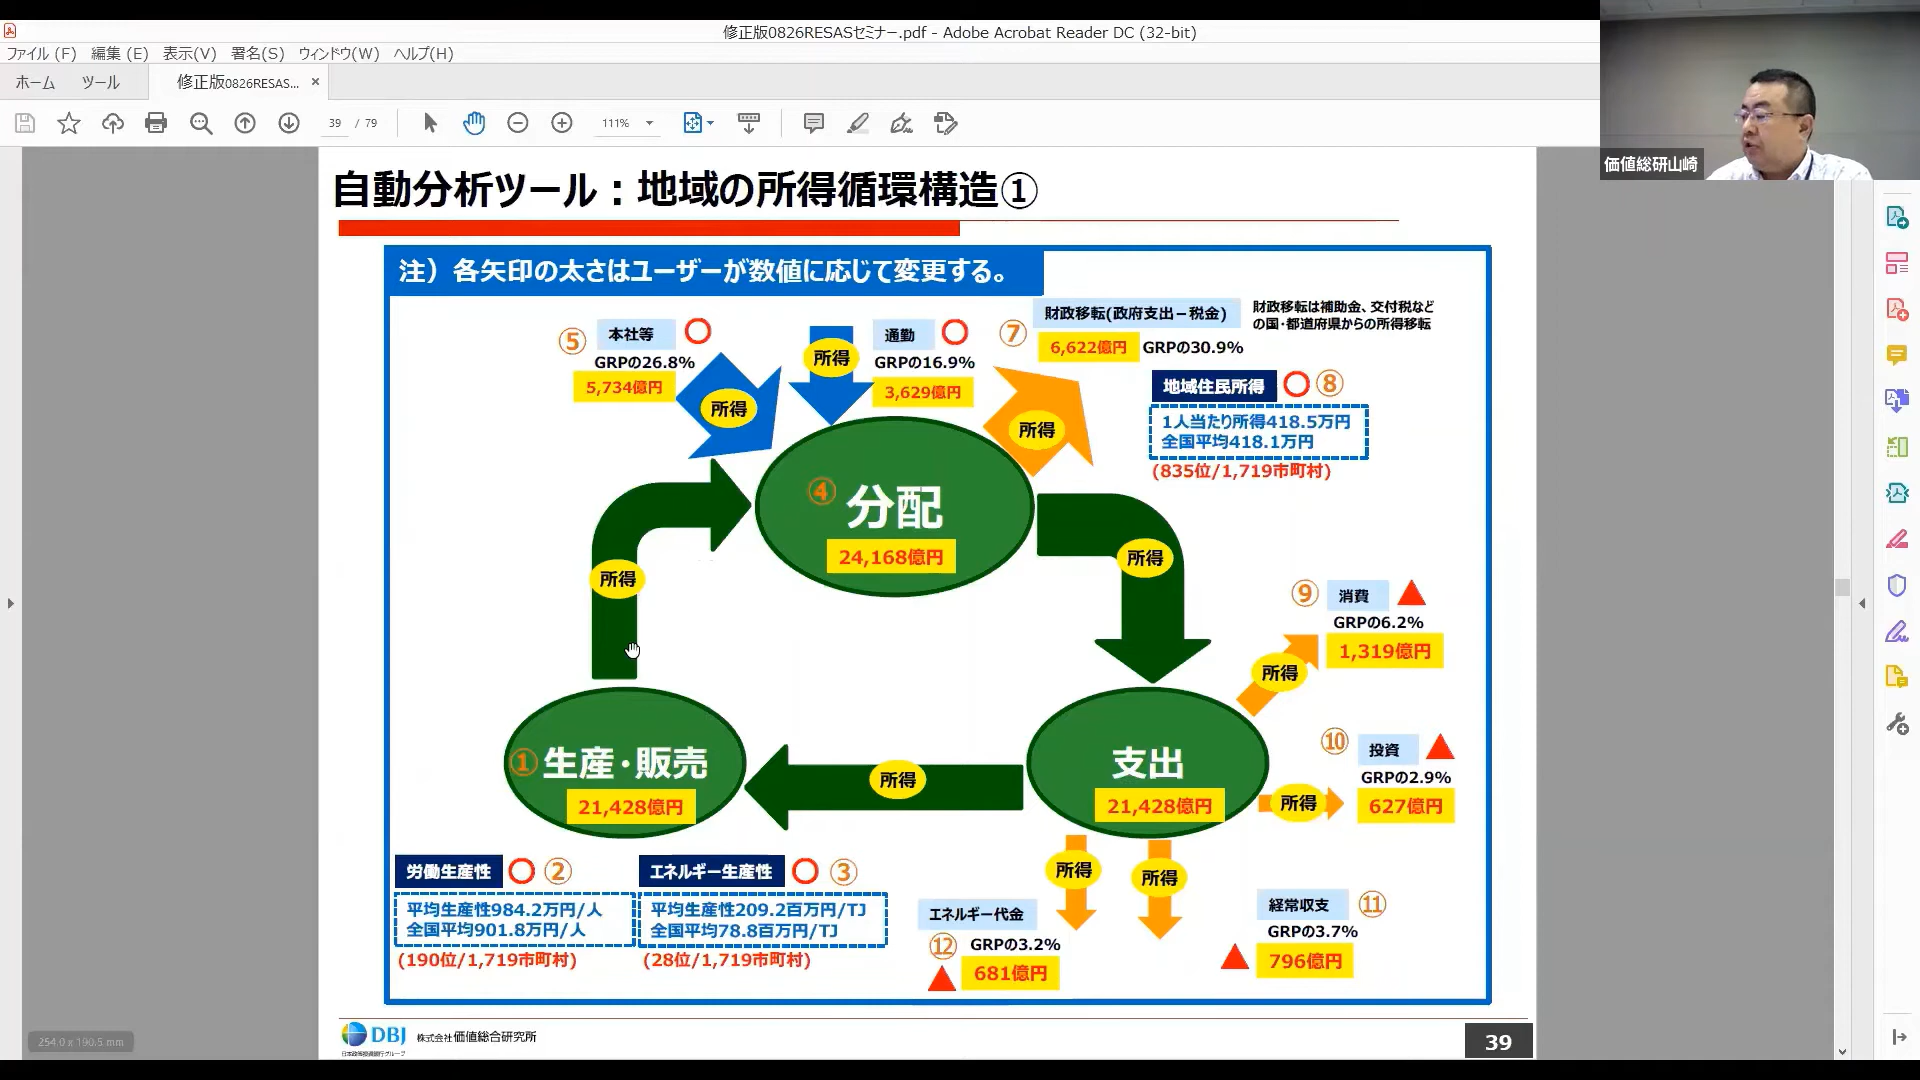 修正版0826RESASセミナー.pdf - Adobe Acrobat Reader DC (32-bit)
ファイル (F) 編集 (E) 表示(V) 署名(S) ウィンドウ(W) ヘルプ(H)
ホーム ツール 修正版0826RESAS... ×
39 / 79 111%
価値総研山崎
自動分析ツール：地域の所得循環構造①
注）各矢印の太さはユーザーが数値に応じて変更する。
⑤ 本社等
GRPの26.8%
5,734億円
所得
所得
通勤
GRPの16.9%
3,629億円
⑦ 財政移転(政府支出－税金)
6,622億円 GRPの30.9%
財政移転は補助金、交付税など
の国・都道府県からの所得移転
所得
地域住民所得 ⑧
1人当たり所得418.5万円
全国平均418.1万円
(835位/1,719市町村)
④ 分配
24,168億円
所得
所得
⑨ 消費
GRPの6.2%
1,319億円
所得
① 生産・販売
21,428億円
所得
支出
21,428億円
⑩ 投資
GRPの2.9%
627億円
所得
労働生産性 ②
平均生産性984.2万円/人
全国平均901.8万円/人
(190位/1,719市町村)
エネルギー生産性 ③
平均生産性209.2百万円/TJ
全国平均78.8百万円/TJ
(28位/1,719市町村)
所得
所得
エネルギー代金
⑫ GRPの3.2%
681億円
経常収支 ⑪
GRPの3.7%
796億円
DBJ 株式会社価値総合研究所
日本政策投資銀行グループ
39
254.0 x 190.5 mm